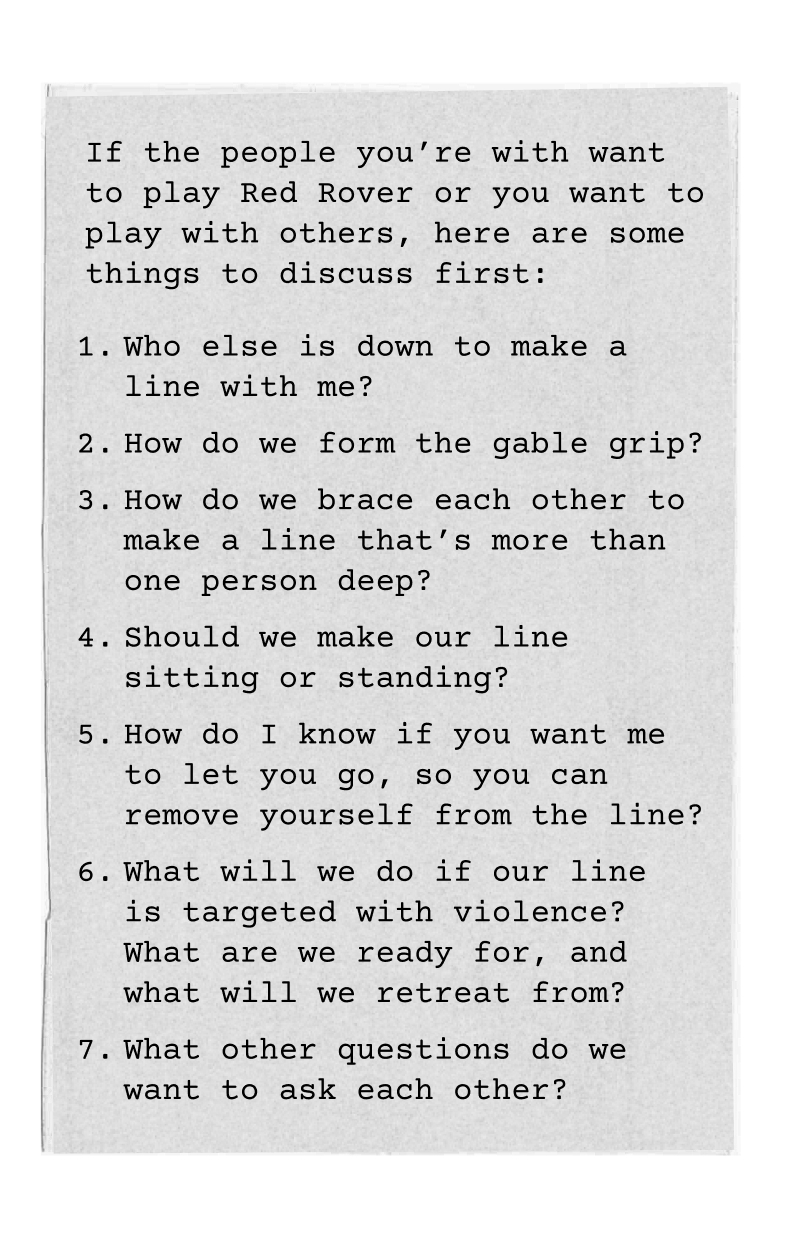 If the people you’re with want
to play Red Rover or you want to
play with others, here are some
things to discuss first:
1. Who else is down to make a
line with me?
2. How do we form the gable grip?
3. How do we brace each other to
make a line that’s more than
one person deep?
4. Should we make our line
sitting or standing?
5. How do I know if you want me
to let you go, so you can
remove yourself from the line?
6. What will we do if our line
is targeted with violence?
What are we ready for, and
what will we retreat from?
7. What other questions do we
want to ask each other?